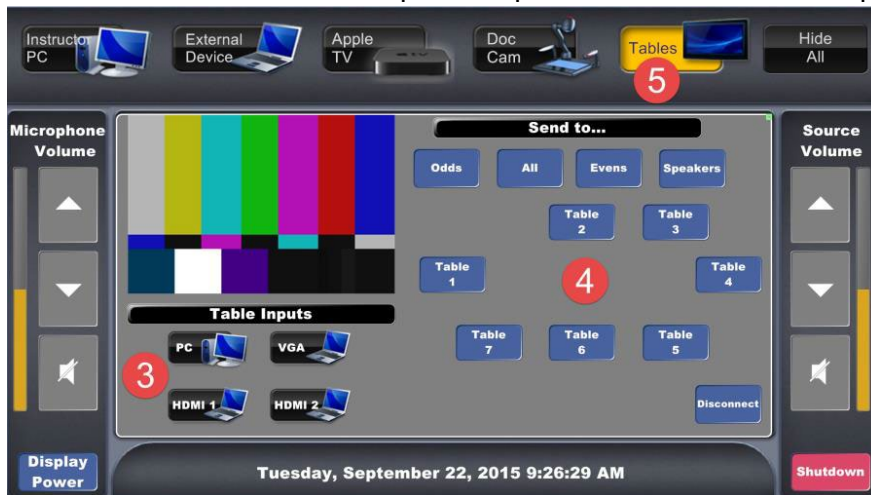 Instructor
PC
External
Device
Apple
TV
tv
Doc
Cam
Tables
5
Hide
All
Microphone
Volume
Send to...
Odds
All
Evens
Speakers
Table
2
Table
3
Table
1
4
Table
4
Table Inputs
PC
VGA
3
HDMI 1
HDMI 2
Table
7
Table
6
Table
5
Disconnect
Source
Volume
Display
Power
Tuesday, September 22, 2015 9:26:29 AM
Shutdown